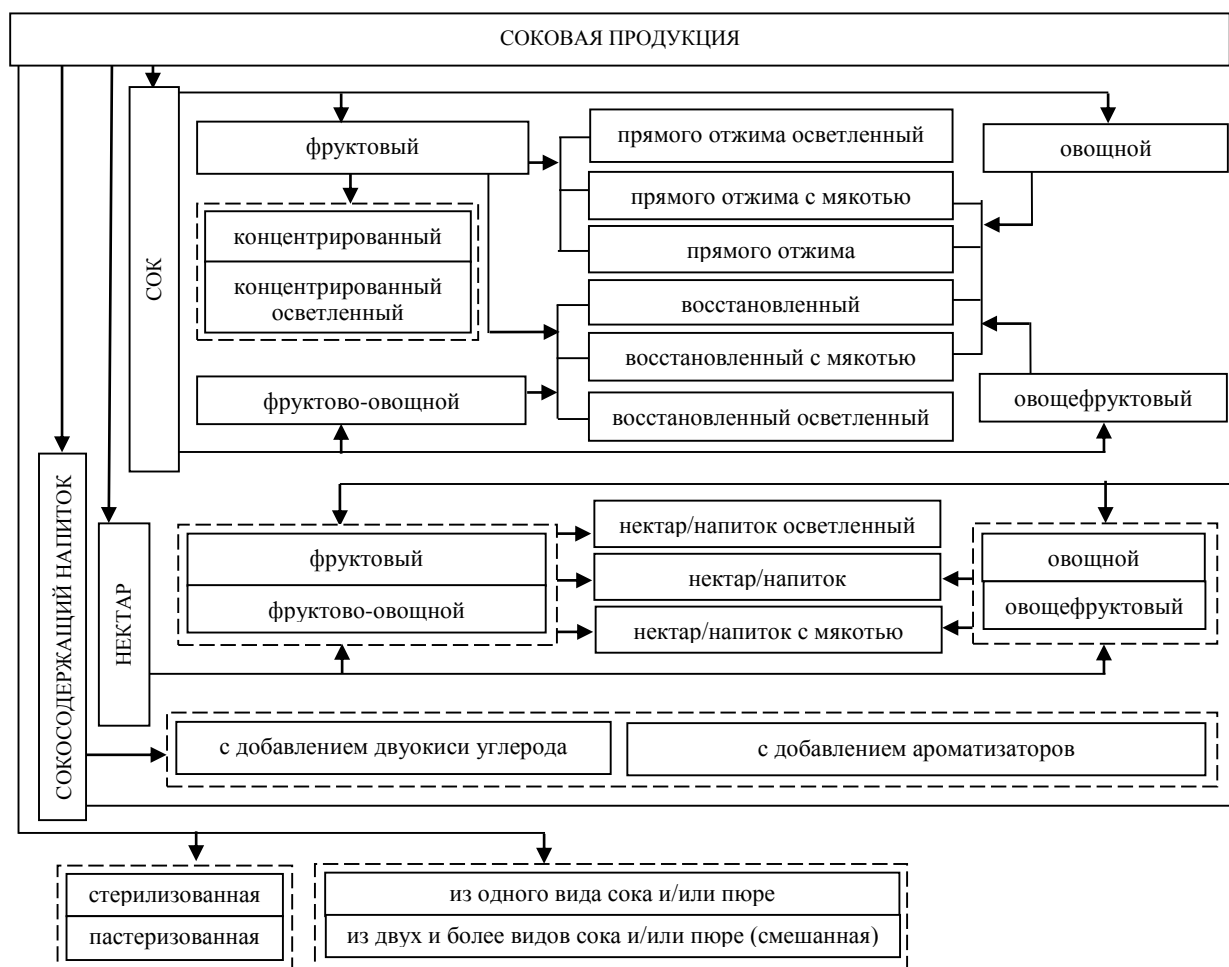 СОКОВАЯ ПРОДУКЦИЯ
СОК
фруктовый
прямого отжима осветленный
овощной
прямого отжима с мякотью
концентрированный
прямого отжима
концентрированный
осветленный
восстановленный
восстановленный с мякотью
фруктово-овощной
овощефруктовый
восстановленный осветленный
СОКОСОДЕРЖАЩИЙ НАПИТОК
НЕКТАР
нектар/напиток осветленный
фруктовый
овощной
нектар/напиток
фруктово-овощной
овощефруктовый
нектар/напиток с мякотью
с добавлением двуокиси углерода
с добавлением ароматизаторов
стерилизованная
из одного вида сока и/или пюре
пастеризованная
из двух и более видов сока и/или пюре (смешанная)